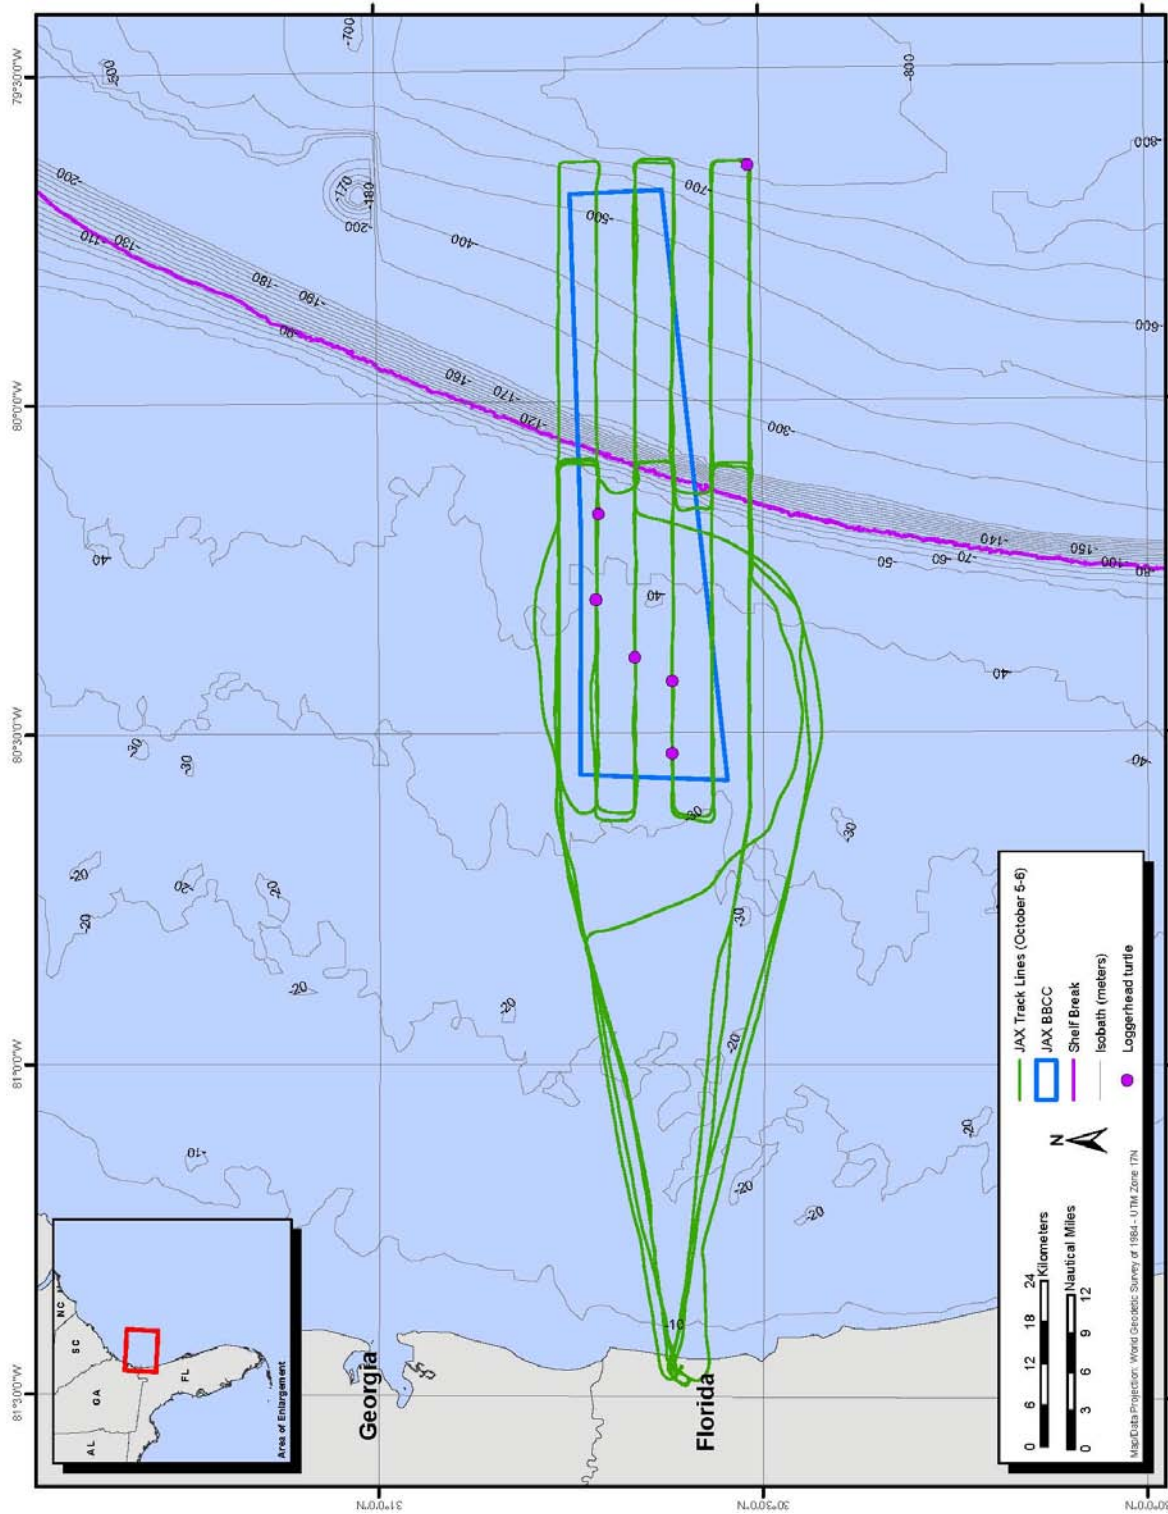 79°30'0"W
80°0'0"W
80°30'0"W
81°0'0"W
81°30'0"W
31°0'0"N
30°30'0"N
30°0'0"N
NC
SC
GA
AL
FL
Area of Enlargement
Georgia
Florida
JAX Track Lines (October 5-6)
JAX BBCC
Shelf Break
Isobath (meters)
Loggerhead turtle
N
0 6 12 18 24
Kilometers
Nautical Miles
0 3 6 9 12
Map/Data Projection: World Geodetic Survey of 1984 - UTM Zone 17N
-700
-600
-800
-800
-200
-170
-180
-200
-110
-130
-180
-190
-90
-400
-500
-700
-160
-170
-120
-300
-600
-40
-40
-140
-150
-100
-80
-50
-60
-70
-40
-40
-30
-30
-30
-30
-30
-20
-20
-20
-20
-20
-20
-20
-20
-20
-20
-10
-10